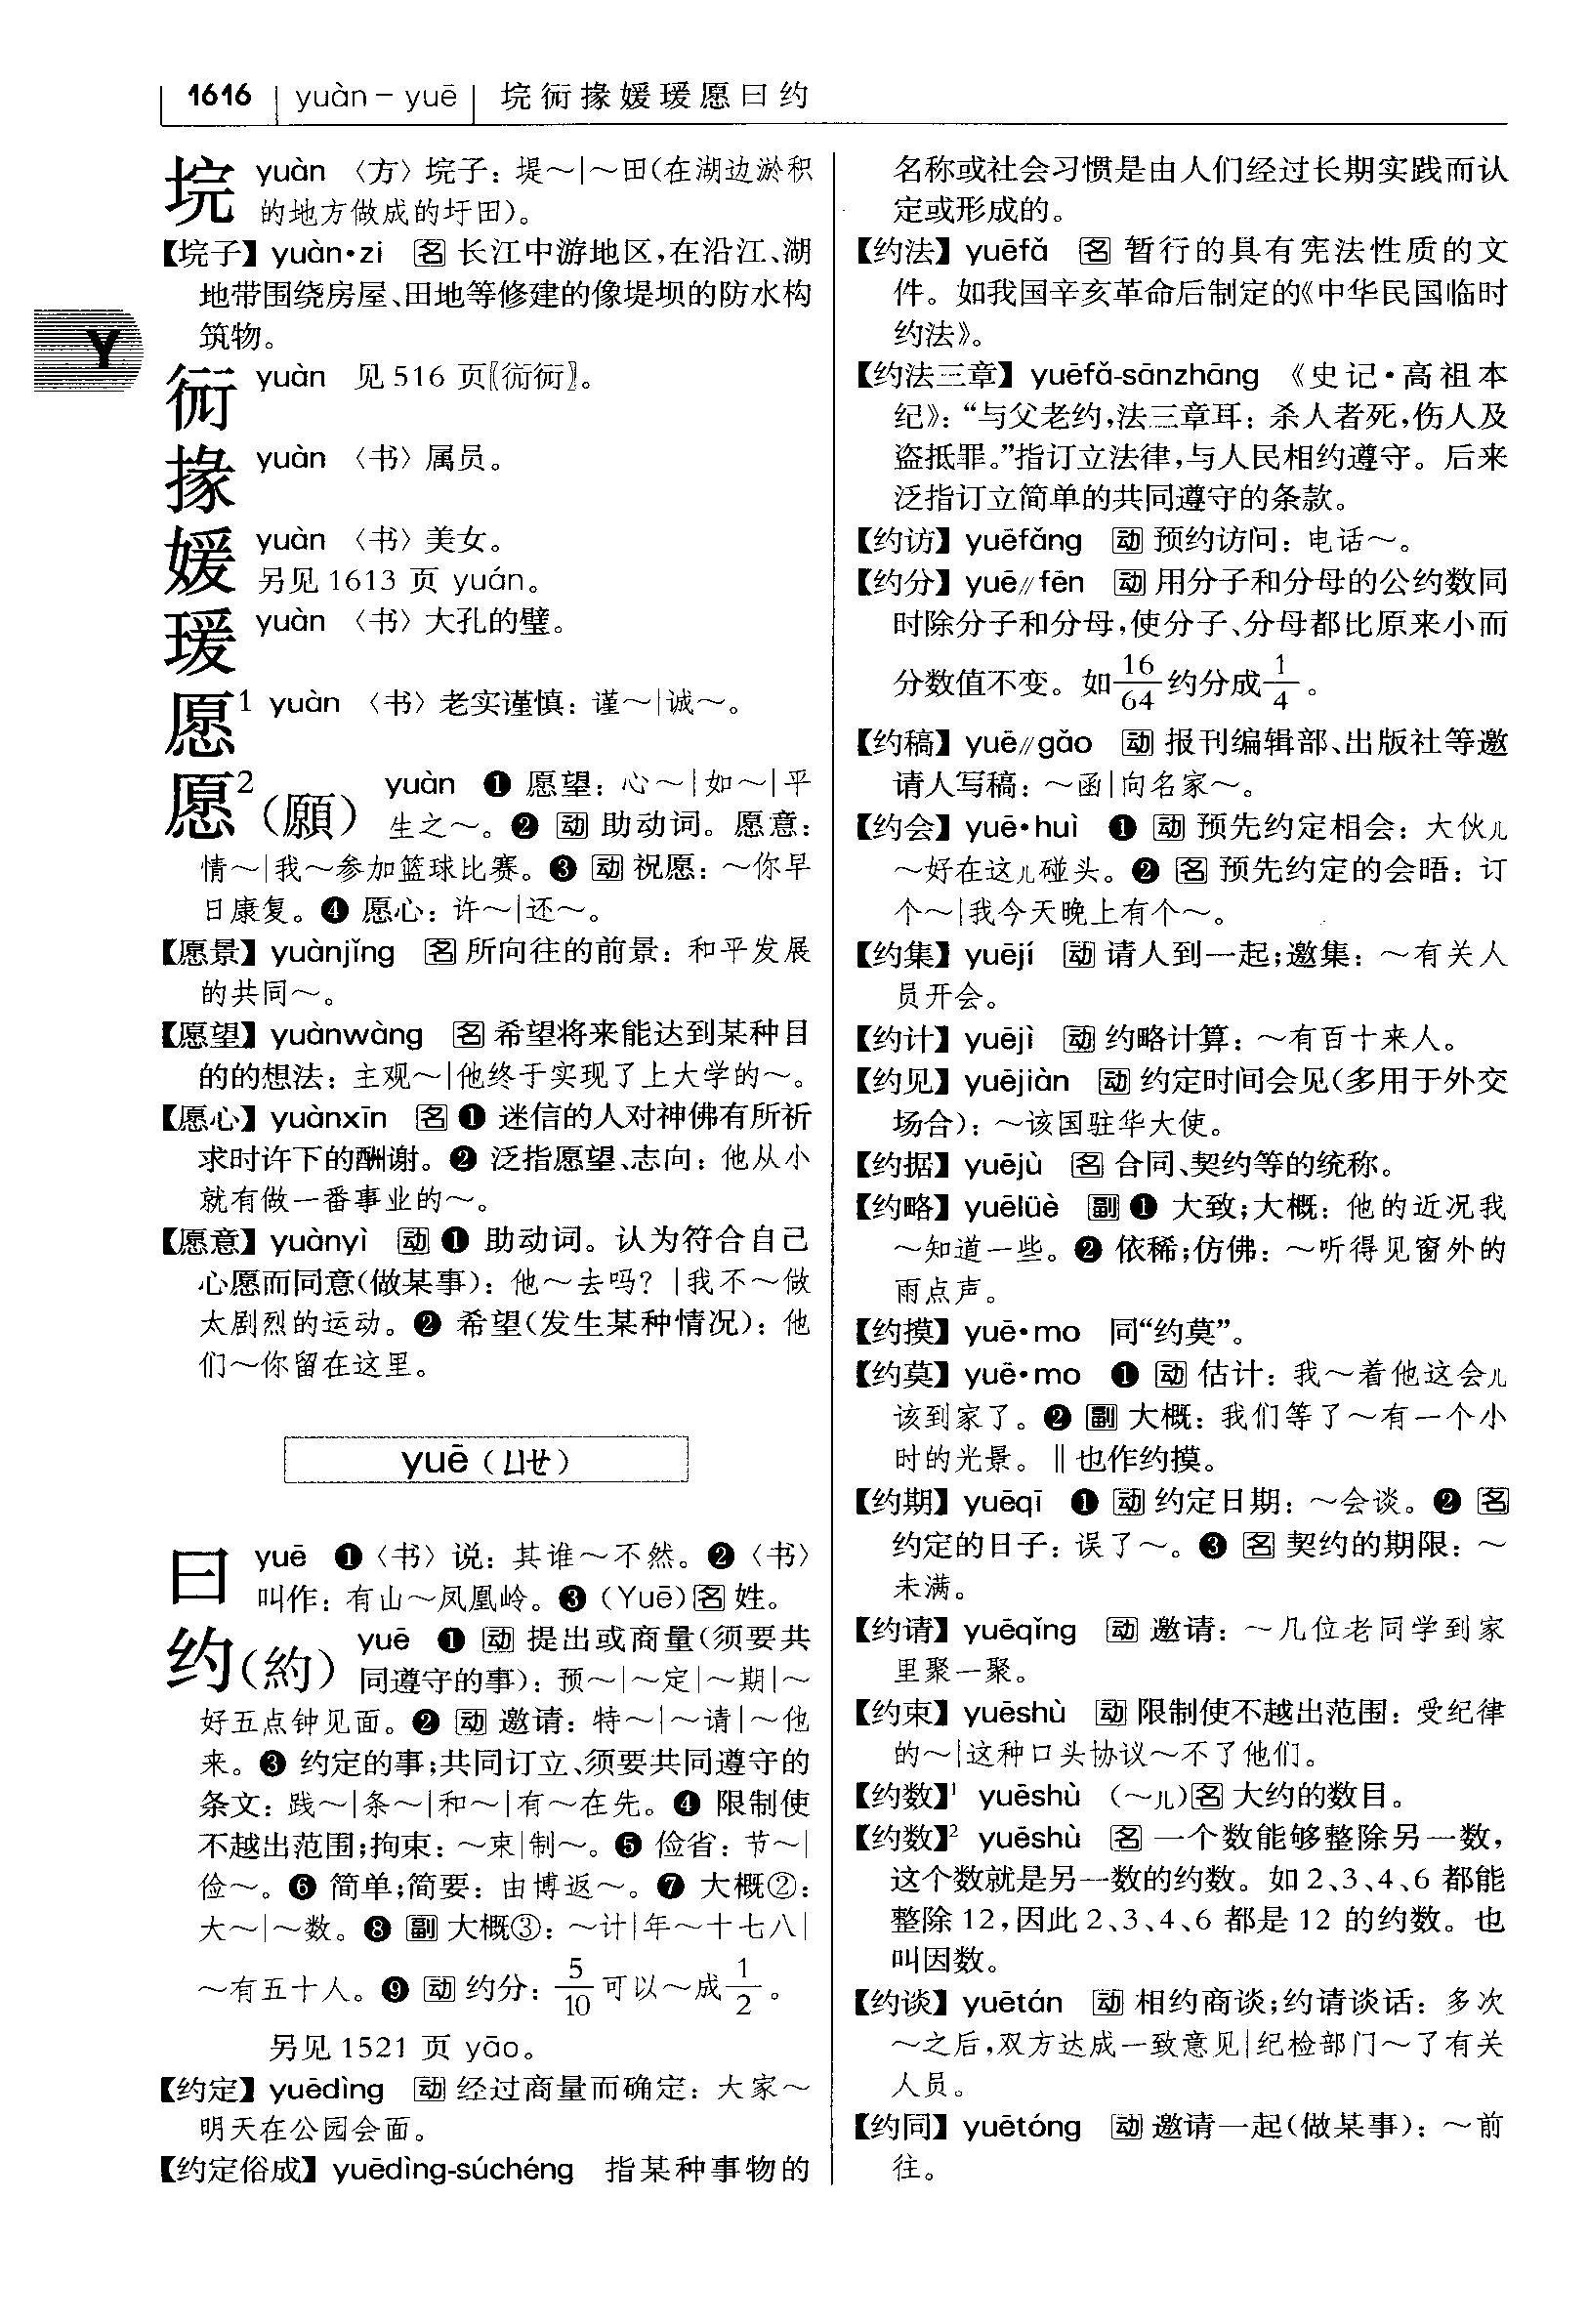 1616 yuàn－yuē 垸衏掾媛瑗愿曰约
垸 yuàn 〈方〉垸子：堤～|～田(在湖边淤积
的地方做成的圩田)。
【垸子】yuàn•zi 名 长江中游地区,在沿江、湖
地带围绕房屋、田地等修建的像堤坝的防水构
筑物。
Y
衏 yuàn 见 516 页〖𧘪衏〗。
掾 yuàn 〈书〉属员。
媛 yuàn 〈书〉美女。
另见 1613 页 yuán。
瑗 yuàn 〈书〉大孔的璧。
愿1 yuàn 〈书〉老实谨慎：谨～|诚～。
愿2(願) yuàn ❶ 愿望：心～|如～|平
生之～。❷ 动 助动词。愿意：
情～|我～参加篮球比赛。❸ 动 祝愿：～你早
日康复。❹ 愿心：许～|还～。
【愿景】yuànjǐng 名 所向往的前景：和平发展
的共同～。
【愿望】yuànwàng 名 希望将来能达到某种目
的的想法：主观～|他终于实现了上大学的～。
【愿心】yuànxīn 名 ❶ 迷信的人对神佛有所祈
求时许下的酬谢。❷ 泛指愿望、志向：他从小
就有做一番事业的～。
【愿意】yuànyì 动 ❶ 助动词。认为符合自己
心愿而同意(做某事)：他～去吗？|我不～做
太剧烈的运动。❷ 希望(发生某种情况)：他
们～你留在这里。
yuē（ㄩㄝ）
曰 yuē ❶〈书〉说：其谁～不然。❷〈书〉
叫作：有山～凤凰岭。❸ (Yuē)名 姓。
约(約) yuē ❶ 动 提出或商量(须要共
同遵守的事)：预～|～定|～期|～
好五点钟见面。❷ 动 邀请：特～|～请|～他
来。❸ 约定的事;共同订立、须要共同遵守的
条文：践～|条～|和～|有～在先。❹ 限制使
不越出范围;拘束：～束|制～。❺ 俭省：节～|
俭～。❻ 简单;简要：由博返～。❼ 大概②：
大～|～数。❽ 副 大概③：～计|年～十七八|
～有五十人。❾ 动 约分：5/10可以～成1/2。
另见 1521 页 yāo。
【约定】yuēdìng 动 经过商量而确定：大家～
明天在公园会面。
【约定俗成】yuēdìng-súchéng 指某种事物的
名称或社会习惯是由人们经过长期实践而认
定或形成的。
【约法】yuēfǎ 名 暂行的具有宪法性质的文
件。如我国辛亥革命后制定的《中华民国临时
约法》。
【约法三章】yuēfǎ-sānzhāng 《史记•高祖本
纪》：“与父老约,法三章耳：杀人者死,伤人及
盗抵罪。”指订立法律,与人民相约遵守。后来
泛指订立简单的共同遵守的条款。
【约访】yuēfǎng 动 预约访问：电话～。
【约分】yuē//fēn 动 用分子和分母的公约数同
时除分子和分母,使分子、分母都比原来小而
分数值不变。如16/64约分成1/4。
【约稿】yuē//gǎo 动 报刊编辑部、出版社等邀
请人写稿：～函|向名家～。
【约会】yuē•huì ❶ 动 预先约定相会：大伙儿
～好在这儿碰头。❷ 名 预先约定的会晤：订
个～|我今天晚上有个～。
【约集】yuējí 动 请人到一起;邀集：～有关人
员开会。
【约计】yuējì 动 约略计算：～有百十来人。
【约见】yuējiàn 动 约定时间会见(多用于外交
场合)：～该国驻华大使。
【约据】yuējù 名 合同、契约等的统称。
【约略】yuēlüè 副 ❶ 大致;大概：他的近况我
～知道一些。❷ 依稀;仿佛：～听得见窗外的
雨点声。
【约摸】yuē•mo 同“约莫”。
【约莫】yuē•mo ❶ 动 估计：我～着他这会儿
该到家了。❷ 副 大概：我们等了～有一个小
时的光景。‖也作约摸。
【约期】yuēqī ❶ 动 约定日期：～会谈。❷ 名
约定的日子：误了～。❸ 名 契约的期限：～
未满。
【约请】yuēqǐng 动 邀请：～几位老同学到家
里聚一聚。
【约束】yuēshù 动 限制使不越出范围：受纪律
的～|这种口头协议～不了他们。
【约数】1 yuēshù (～儿)名 大约的数目。
【约数】2 yuēshù 名 一个数能够整除另一数,
这个数就是另一数的约数。如 2、3、4、6 都能
整除 12,因此 2、3、4、6 都是 12 的约数。也
叫因数。
【约谈】yuētán 动 相约商谈;约请谈话：多次
～之后,双方达成一致意见|纪检部门～了有关
人员。
【约同】yuētóng 动 邀请一起(做某事)：～前
往。